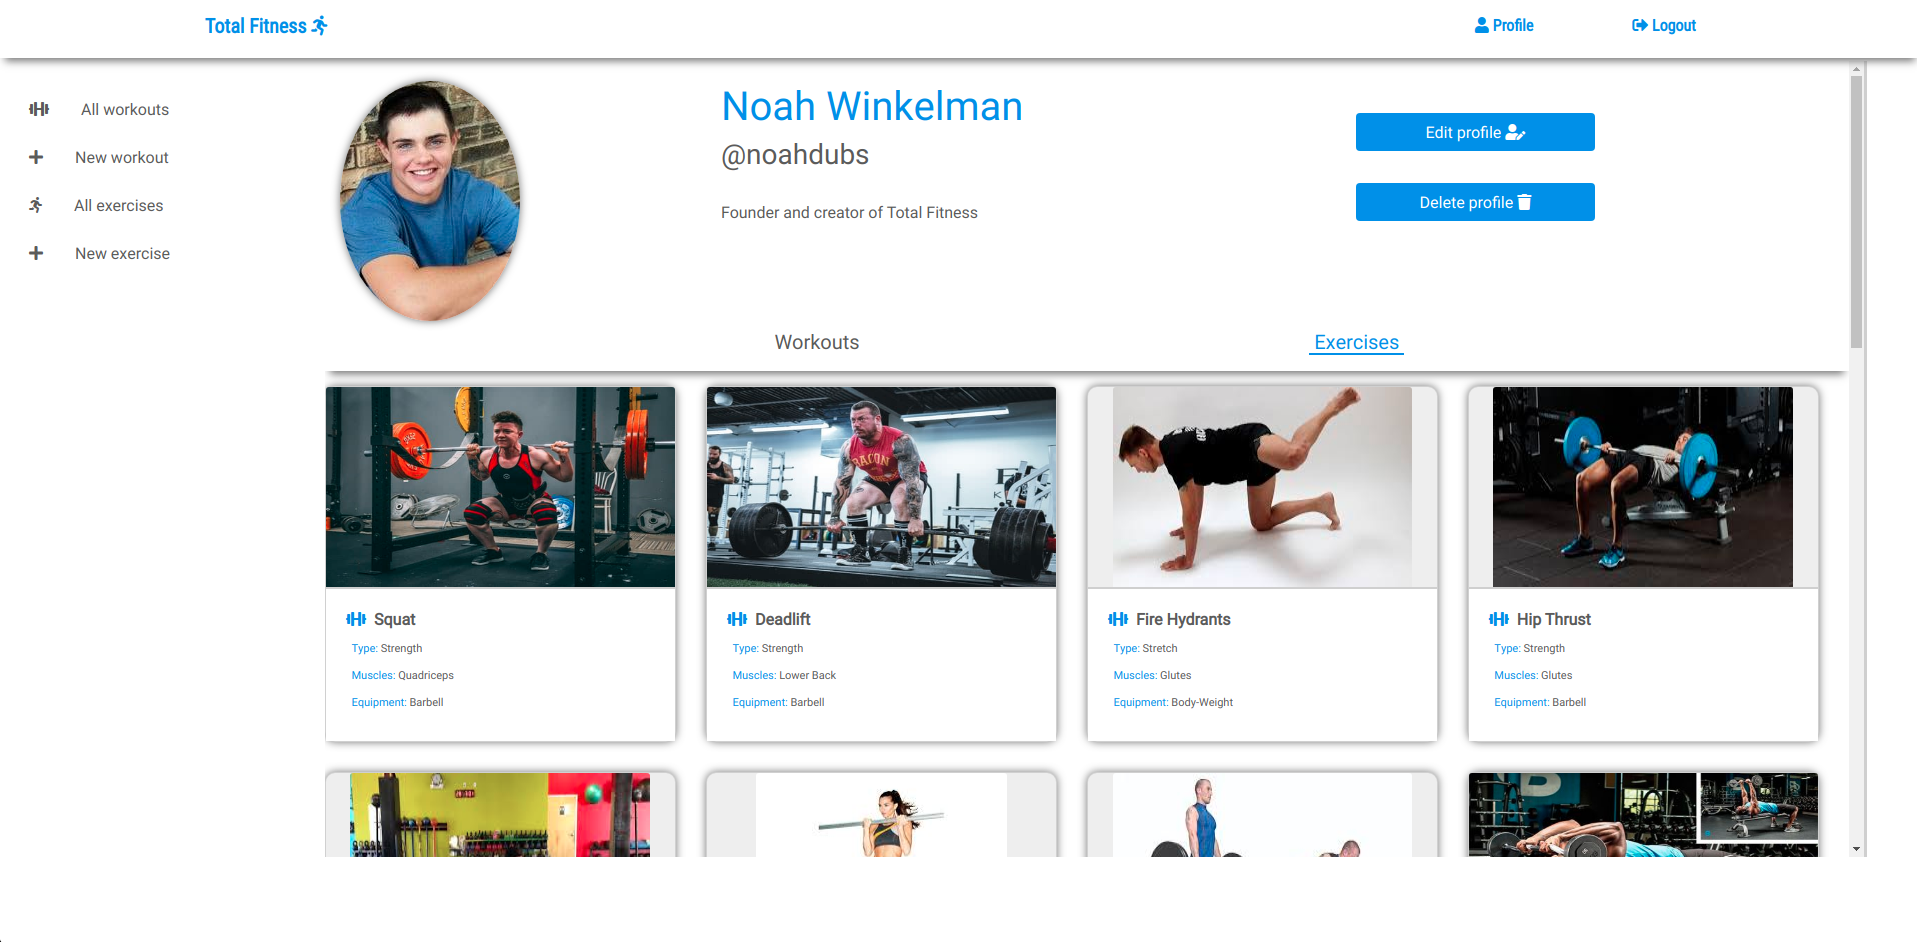 Total Fitness
Profile
Logout
All workouts
New workout
All exercises
New exercise
Noah Winkelman
@noahdubs
Founder and creator of Total Fitness
Edit profile
Delete profile
Workouts
Exercises
BACON
Squat
Type: Strength
Muscles: Quadriceps
Equipment: Barbell
Deadlift
Type: Strength
Muscles: Lower Back
Equipment: Barbell
Fire Hydrants
Type: Stretch
Muscles: Glutes
Equipment: Body-Weight
Hip Thrust
Type: Strength
Muscles: Glutes
Equipment: Barbell